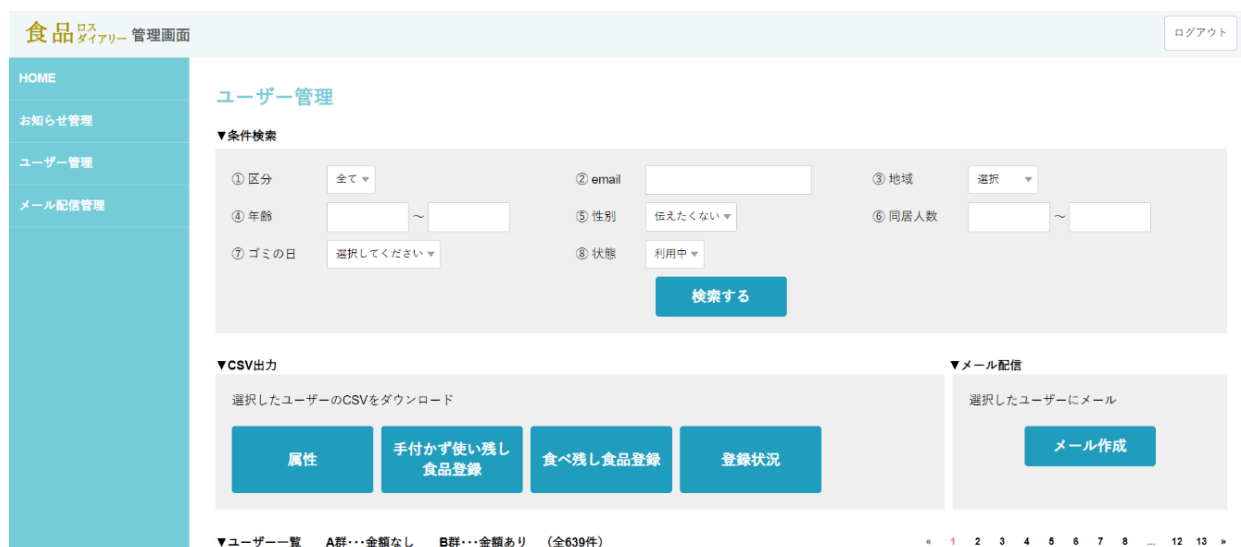 食品ロスダイアリー 管理画面
ログアウト
HOME
お知らせ管理
ユーザー管理
メール配信管理
ユーザー管理
▼条件検索
① 区分 全て ▼ ② email ③ 地域 選択 ▼
④ 年齢 ～ ⑤ 性別 伝えたくない ▼ ⑥ 同居人数 ～
⑦ ゴミの日 選択してください ▼ ⑧ 状態 利用中 ▼
検索する
▼CSV出力
選択したユーザーのCSVをダウンロード
属性
手付かず使い残し
食品登録
食べ残し食品登録
登録状況
▼メール配信
選択したユーザーにメール
メール作成
▼ユーザー一覧 A群･･･金額なし B群･･･金額あり （全639件）
« 1 2 3 4 5 6 7 8 ... 12 13 »